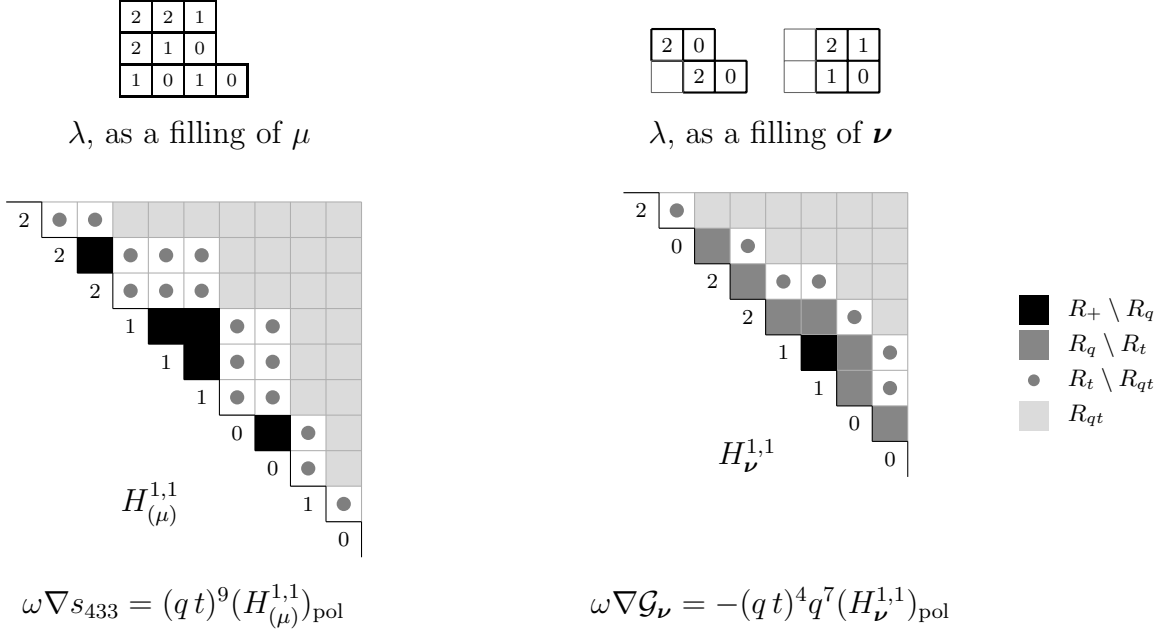 2 2 1
2 1 0
1 0 1 0
λ, as a filling of μ
2
2
2
1
1
1
0
0
1
0
H^{1,1}_{(μ)}
ω∇s_{433} = (q t)^9(H^{1,1}_{(μ)})_{pol}
2 0
2 0
2 1
1 0
λ, as a filling of ν
2
0
2
2
1
1
0
0
H^{1,1}_ν
ω∇𝒢_ν = −(q t)^4q^7(H^{1,1}_ν)_{pol}
R_+ \ R_q
R_q \ R_t
R_t \ R_{qt}
R_{qt}